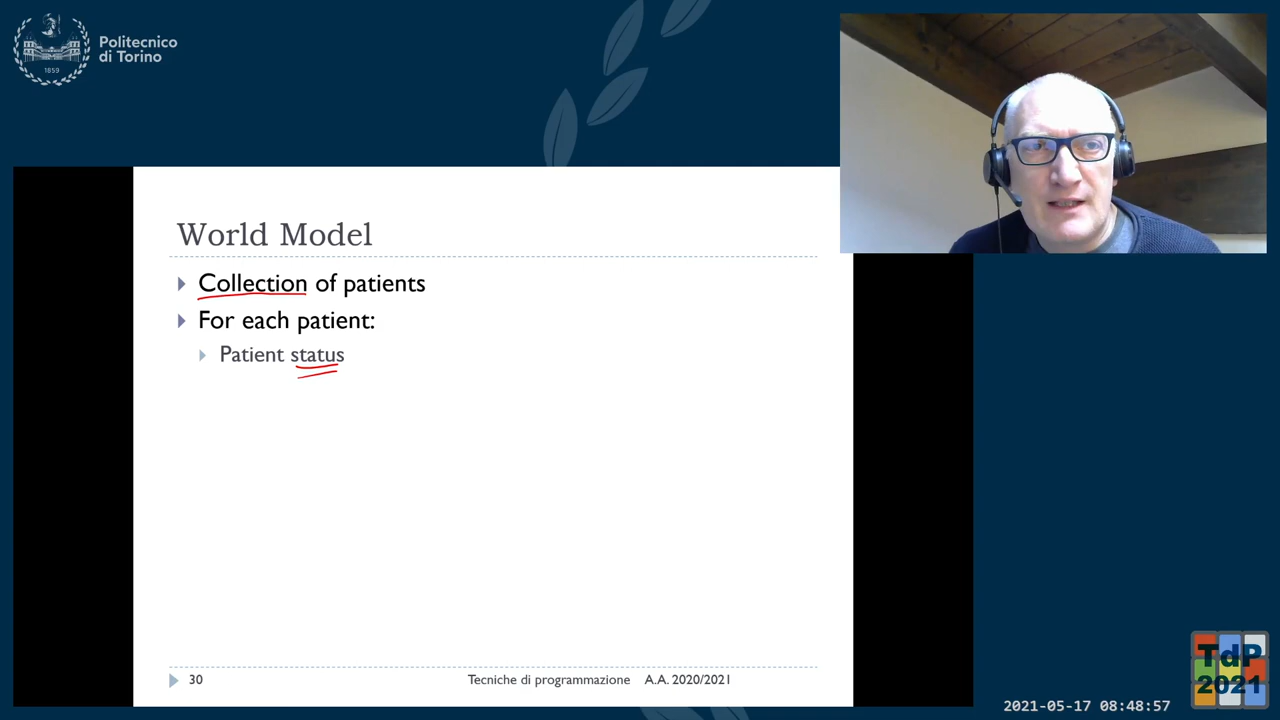 Politecnico
di Torino
1859
World Model
Collection of patients
For each patient:
Patient status
30
Tecniche di programmazione A.A. 2020/2021
TdP
2021
2021-05-17 08:48:57